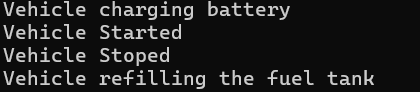 Vehicle charging battery
Vehicle Started
Vehicle Stoped
Vehicle refilling the fuel tank